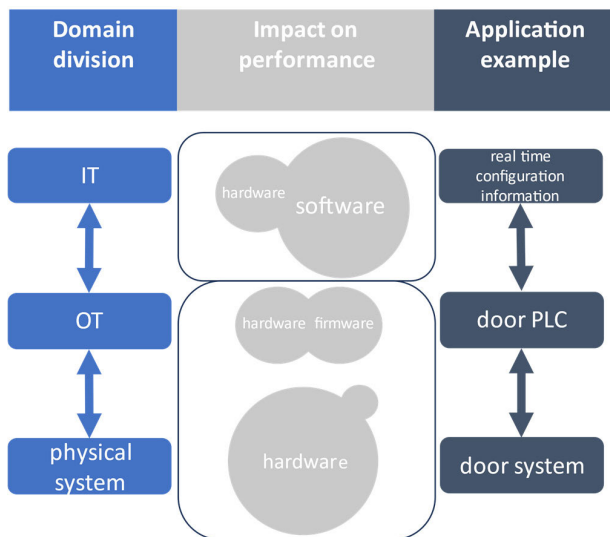 Domain
division
Impact on
performance
Application
example
IT
hardware
software
real time
configuration
information
OT
hardware
firmware
door PLC
physical
system
hardware
door system